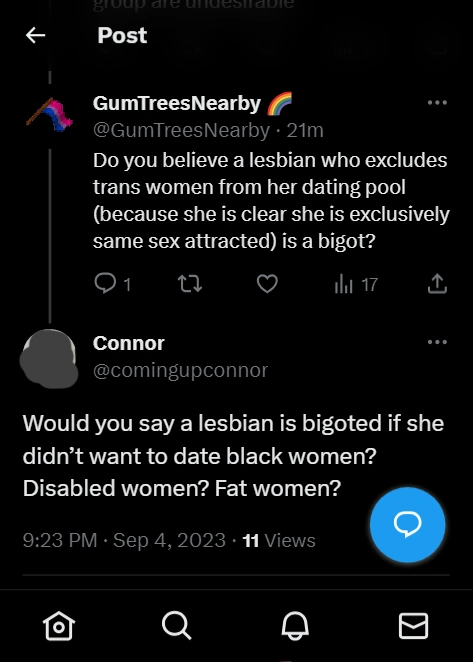 group are undesirable
Post
GumTreesNearby 🌈
@GumTreesNearby · 21m
Do you believe a lesbian who excludes
trans women from her dating pool
(because she is clear she is exclusively
same sex attracted) is a bigot?
1 17
Connor
@comingupconnor
Would you say a lesbian is bigoted if she
didn't want to date black women?
Disabled women? Fat women?
9:23 PM · Sep 4, 2023 · 11 Views